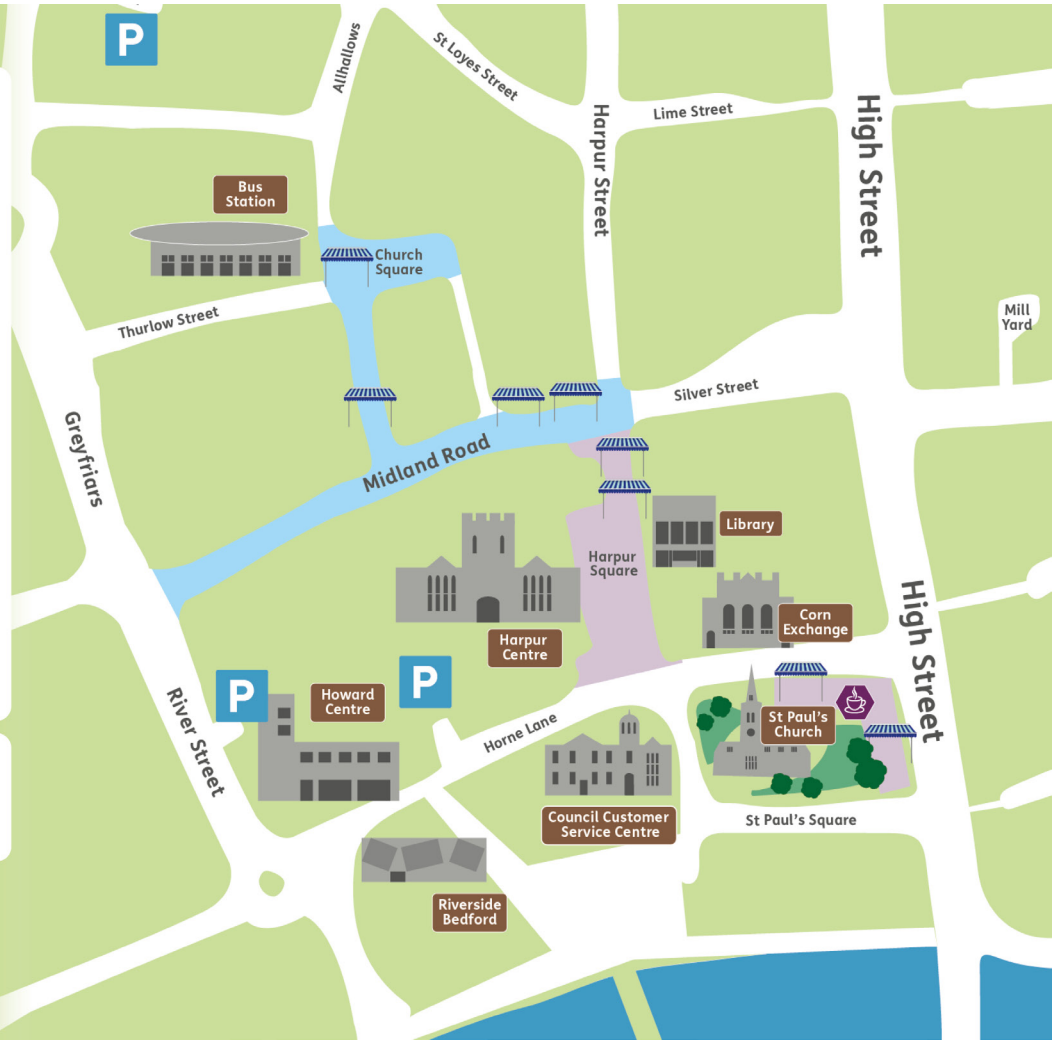 P
Allhallows
St Loyes Street
Lime Street
Harpur Street
High Street
Bus
Station
Church
Square
Thurlow Street
Mill
Yard
Silver Street
Greyfriars
Midland Road
Library
Harpur
Square
Corn
Exchange
High Street
Harpur
Centre
P
P
Howard
Centre
River Street
Horne Lane
St Paul's
Church
Council Customer
Service Centre
St Paul's Square
Riverside
Bedford